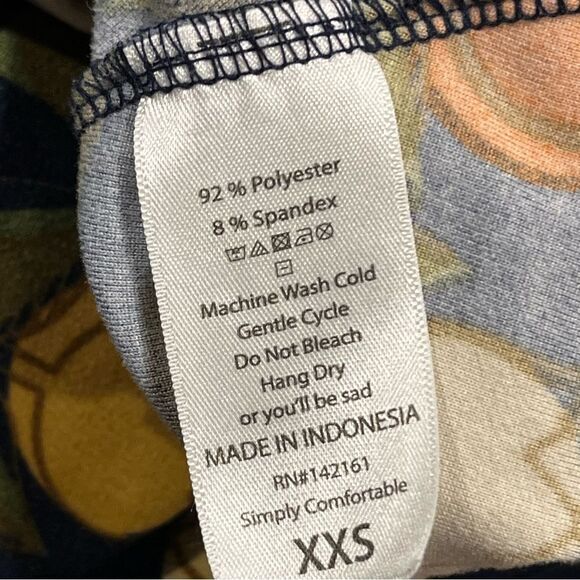 92 % Polyester
8 % Spandex
Machine Wash Cold
Gentle Cycle
Do Not Bleach
Hang Dry
or you'll be sad
MADE IN INDONESIA
RN#142161
Simply Comfortable
XXS